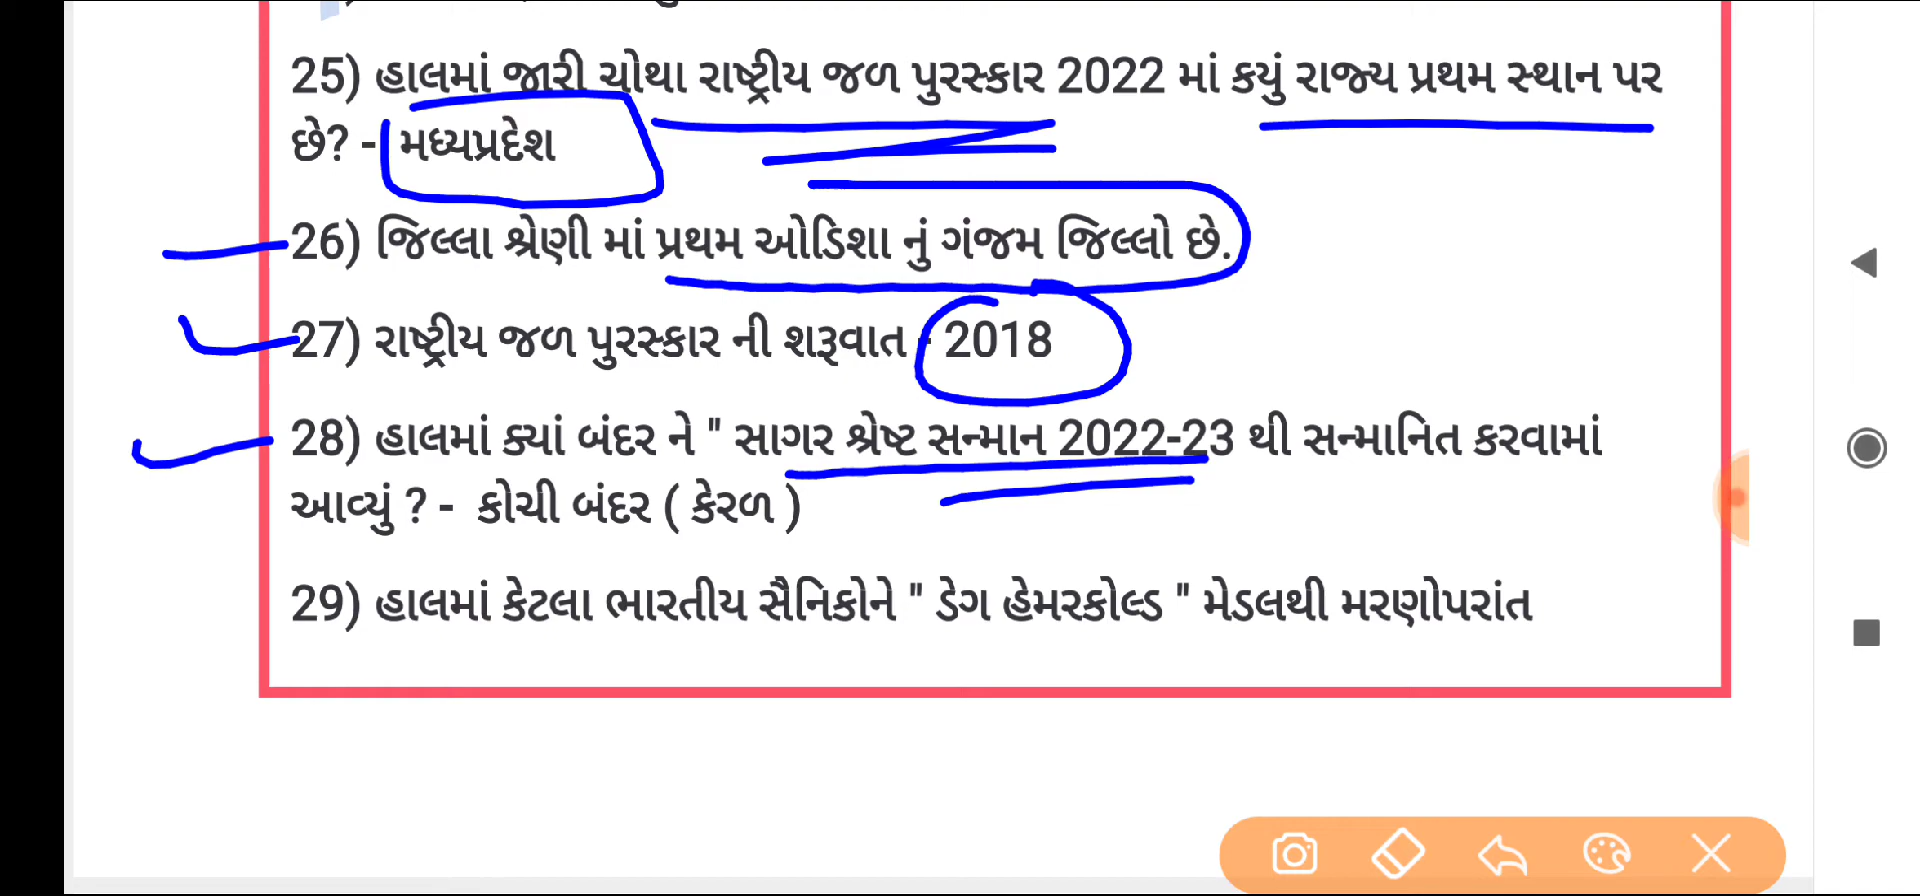 25) હાલમાં જારી ચોથા રાષ્ટ્રીય જળ પુરસ્કાર 2022 માં કયું રાજ્ય પ્રથમ સ્થાન પર
છે? - મધ્યપ્રદેશ
26) જિલ્લા શ્રેણી માં પ્રથમ ઓડિશા નું ગંજમ જિલ્લો છે.
27) રાષ્ટ્રીય જળ પુરસ્કાર ની શરૂવાત - 2018
28) હાલમાં ક્યાં બંદર ને " સાગર શ્રેષ્ટ સન્માન 2022-23 થી સન્માનિત કરવામાં
આવ્યું ? - કોચી બંદર ( કેરળ )
29) હાલમાં કેટલા ભારતીય સૈનિકોને " ડેગ હેમરકોલ્ડ " મેડલથી મરણોપરાંત